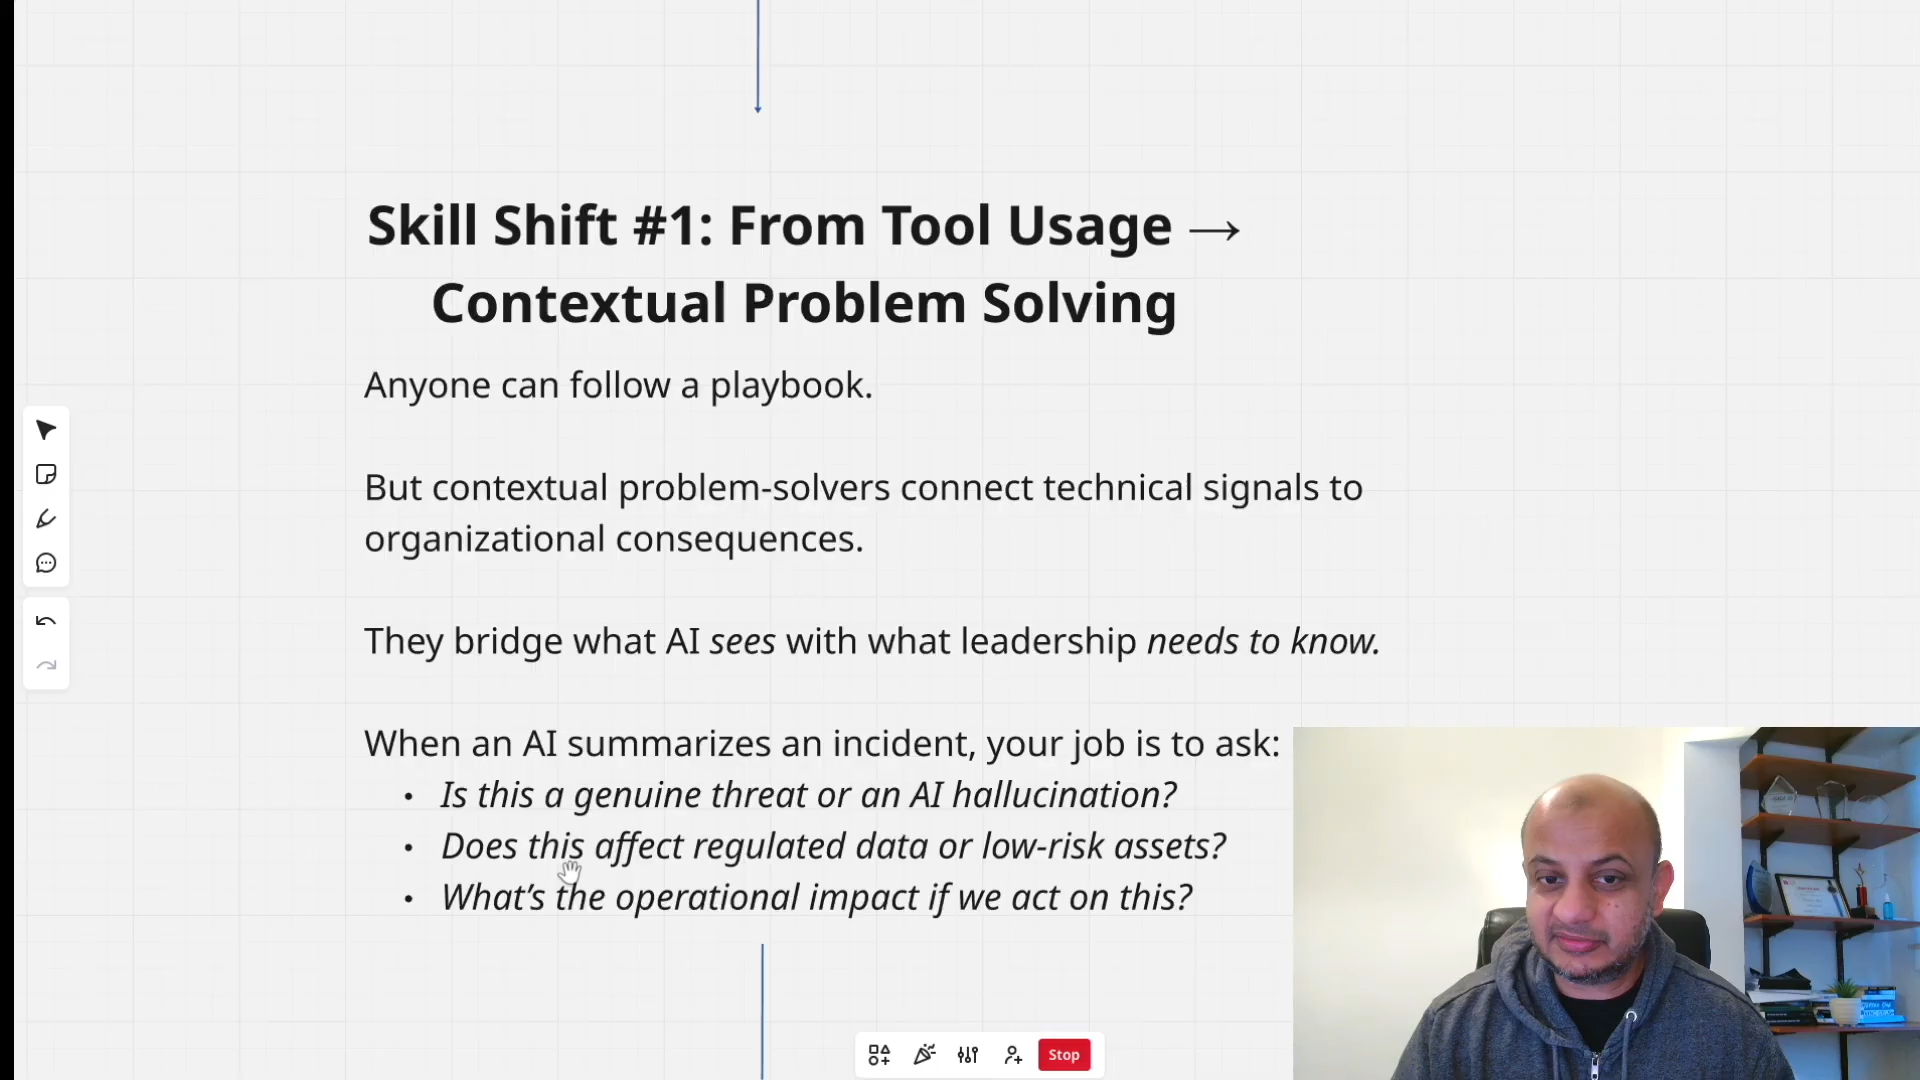 Skill Shift #1: From Tool Usage →
Contextual Problem Solving
Anyone can follow a playbook.
But contextual problem-solvers connect technical signals to
organizational consequences.
They bridge what AI sees with what leadership needs to know.
When an AI summarizes an incident, your job is to ask:
• Is this a genuine threat or an AI hallucination?
• Does this affect regulated data or low-risk assets?
• What's the operational impact if we act on this?
Stop